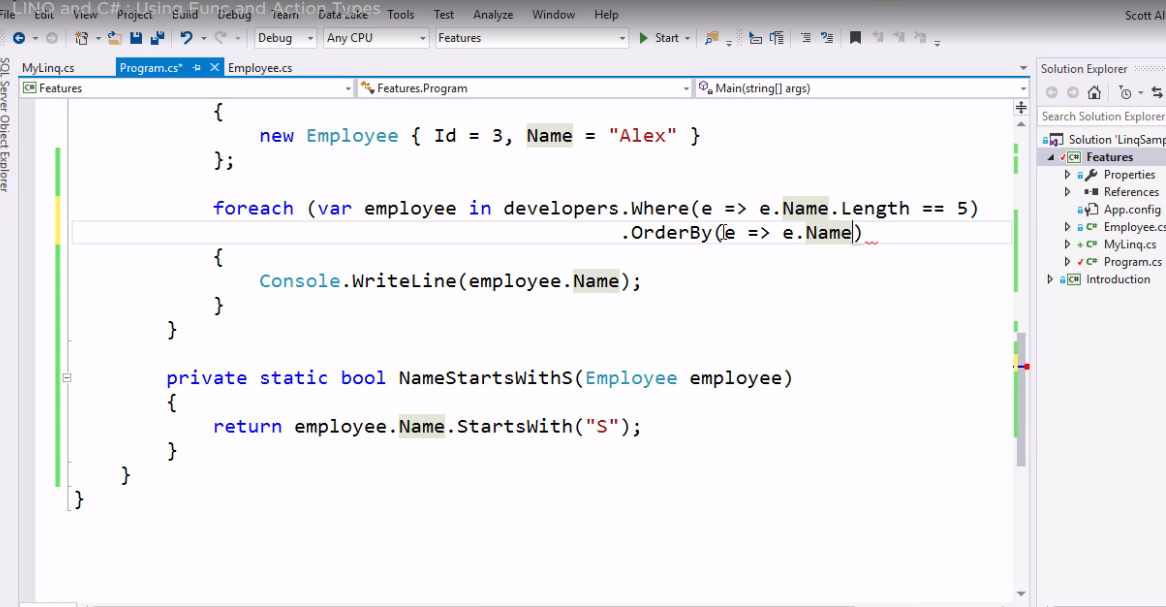 LINQ and C#: Using Func and Action Types
File Edit View Project Build Debug Team Data Lake Tools Test Analyze Window Help
Scott Al
Debug Any CPU Features Start
MyLinq.cs Program.cs* Employee.cs
Features Features.Program Main(string[] args)
SQL Server Object Explorer
{
new Employee { Id = 3, Name = "Alex" }
};
foreach (var employee in developers.Where(e => e.Name.Length == 5)
.OrderBy(e => e.Name)
{
Console.WriteLine(employee.Name);
}
}
private static bool NameStartsWithS(Employee employee)
{
return employee.Name.StartsWith("S");
}
}
}
Solution Explorer
Search Solution Explorer
Solution 'LinqSamp
Features
Properties
References
App.config
Employee.cs
MyLinq.cs
Program.cs
Introduction